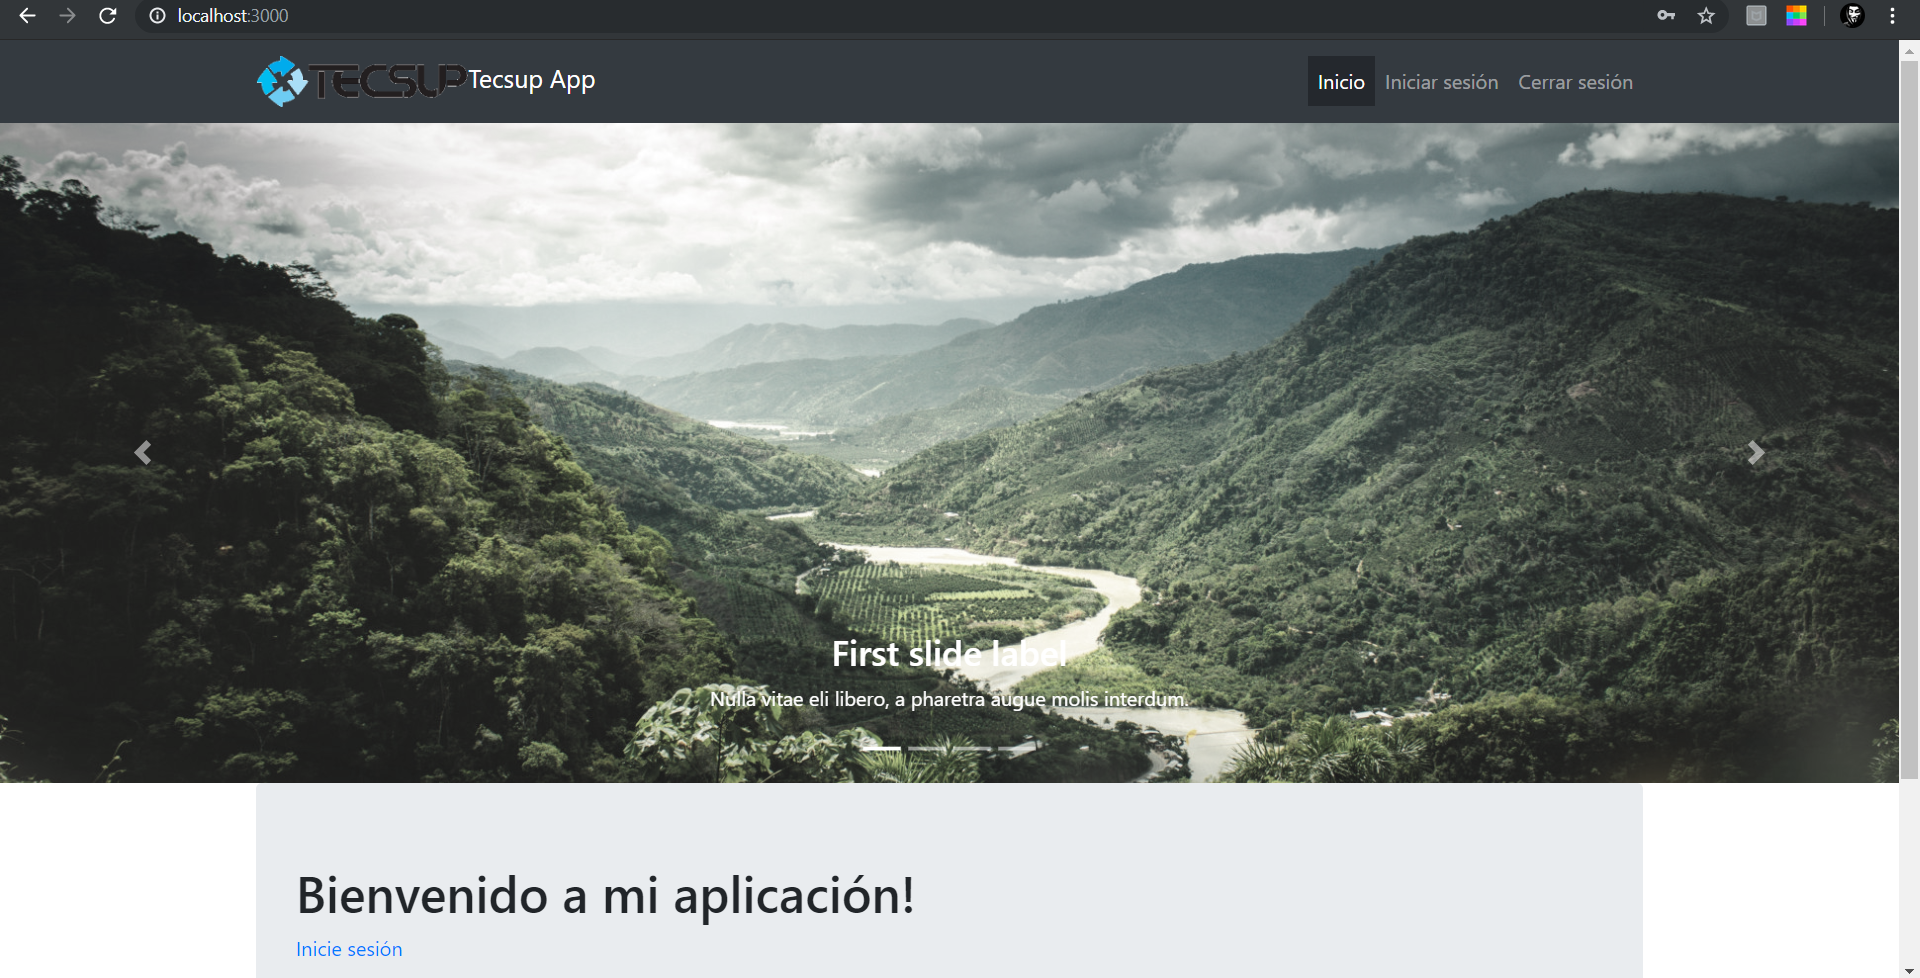 localhost:3000
TECSUP Tecsup App
Inicio Iniciar sesión Cerrar sesión
First slide label
Nulla vitae eli libero, a pharetra augue molis interdum.
Bienvenido a mi aplicación!
Inicie sesión